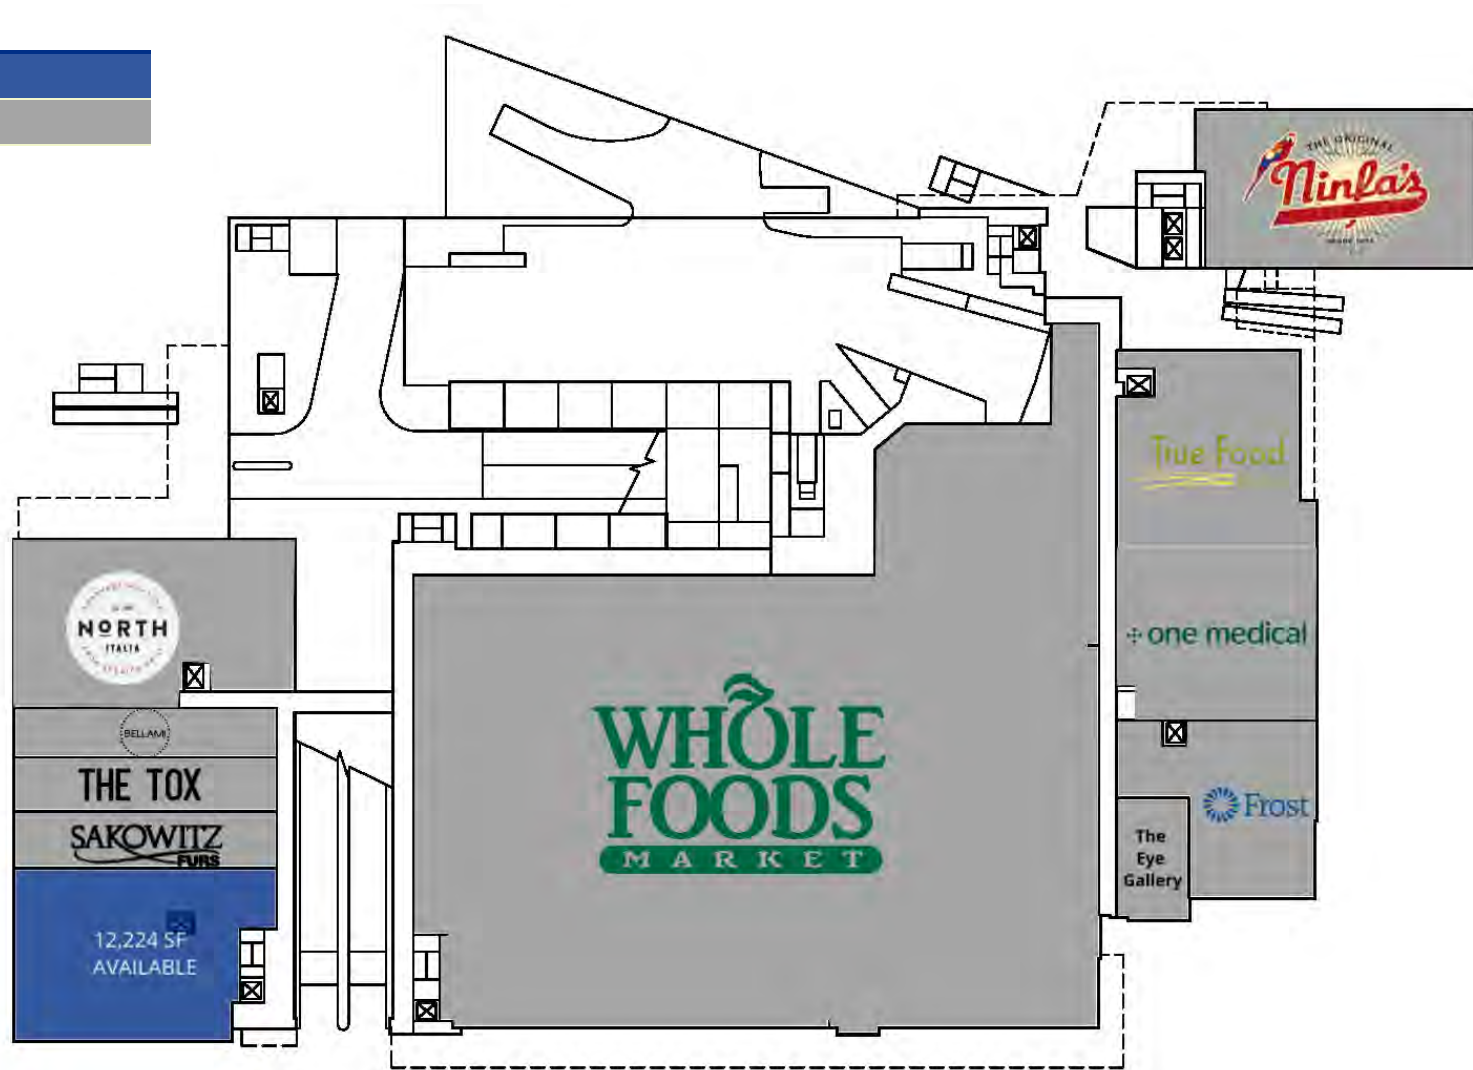 THE ORIGINAL
Ninfa's
True Food
NORTH
ITALIA
one medical
BELLAMI
THE TOX
SAKOWITZ
FURS
WHOLE
FOODS
MARKET
Frost
The
Eye
Gallery
12,224 SF
AVAILABLE